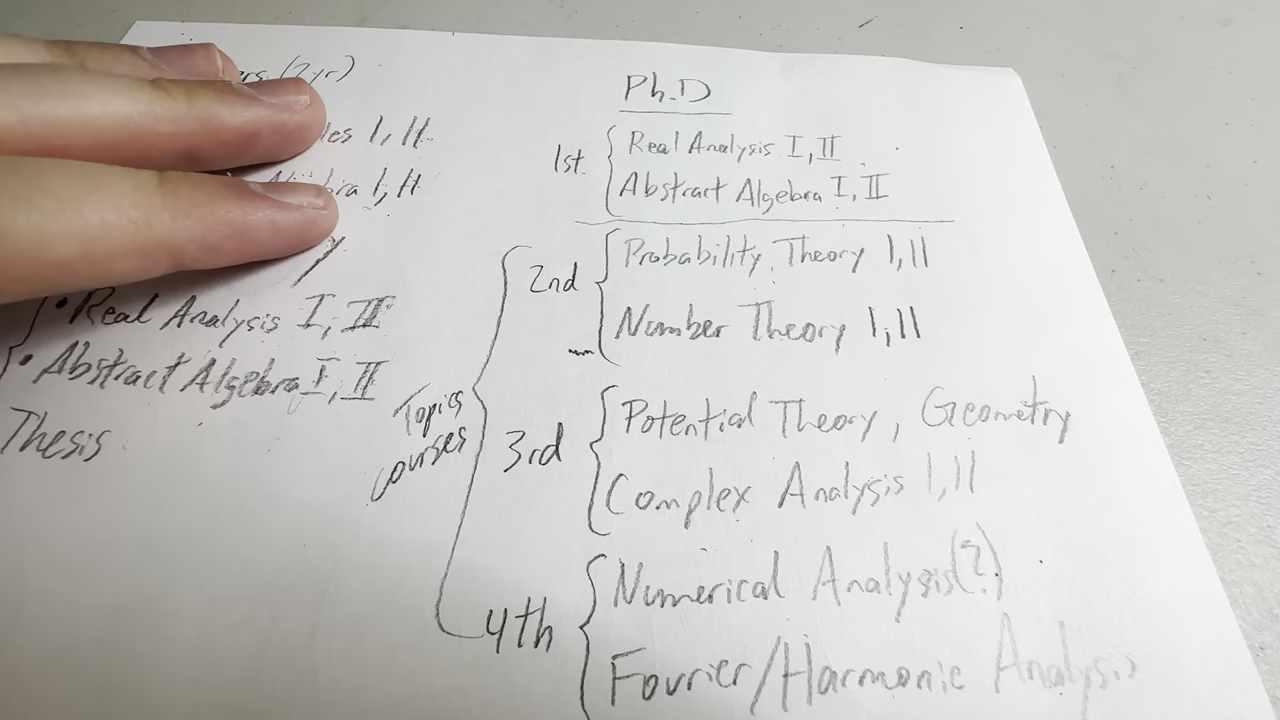 (2yr)
I, II
I, II
• Real Analysis I, II
• Abstract Algebra I, II
Thesis
Ph.D
1st
Real Analysis I, II
Abstract Algebra I, II
Topics
courses
2nd
Probability Theory I, II
Number Theory I, II
3rd
Potential Theory, Geometry
Complex Analysis I, II
4th
Numerical Analysis(?)
Fourier/Harmonic Analysis